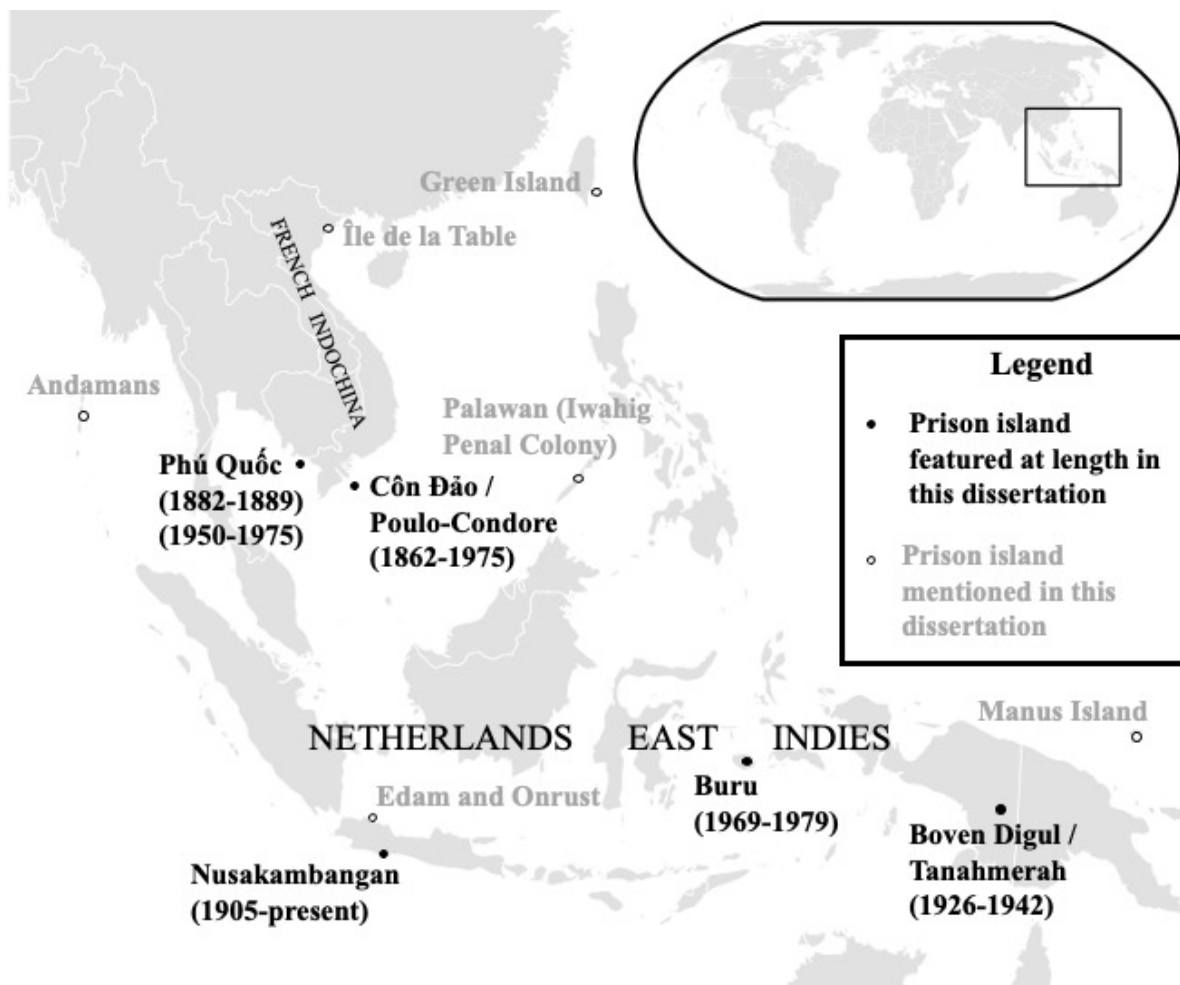 Green Island
Île de la Table
FRENCH INDOCHINA
Andamans
Palawan (Iwahig
Penal Colony)
Phú Quốc
(1882-1889)
(1950-1975)
Côn Đảo /
Poulo-Condore
(1862-1975)
Legend
Prison island
featured at length in
this dissertation
Prison island
mentioned in this
dissertation
Manus Island
NETHERLANDS EAST INDIES
Edam and Onrust
Buru
(1969-1979)
Boven Digul /
Tanahmerah
(1926-1942)
Nusakambangan
(1905-present)